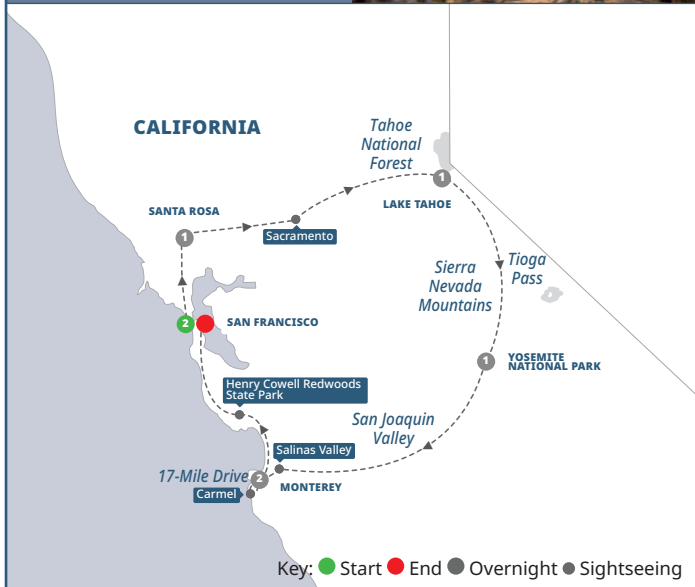 CALIFORNIA
Tahoe
National
Forest
1
LAKE TAHOE
SANTA ROSA
1
Sacramento
Sierra
Nevada
Mountains
Tioga
Pass
2
SAN FRANCISCO
1
YOSEMITE
NATIONAL PARK
Henry Cowell Redwoods
State Park
San Joaquin
Valley
Salinas Valley
17-Mile Drive
2
MONTEREY
Carmel
Key: Start End Overnight Sightseeing